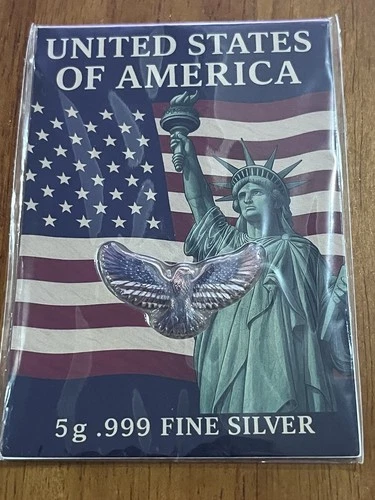 UNITED STATES
OF AMERICA
5g .999 FINE SILVER